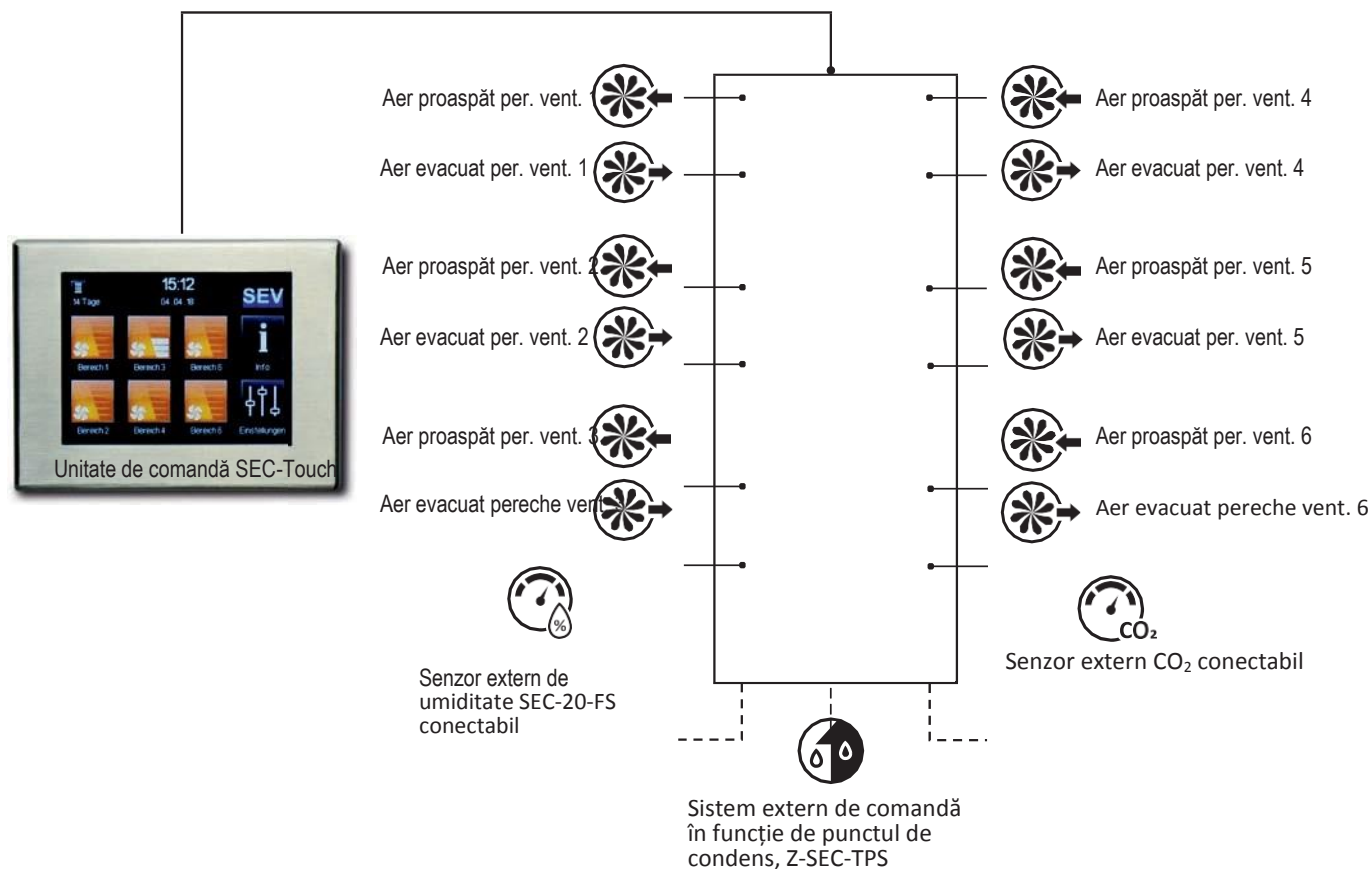 Aer proaspăt per. vent. 1
Aer evacuat per. vent. 1
Aer proaspăt per. vent. 2
Aer evacuat per. vent. 2
Aer proaspăt per. vent. 3
Aer evacuat pereche vent.
Aer proaspăt per. vent. 4
Aer evacuat per. vent. 4
Aer proaspăt per. vent. 5
Aer evacuat per. vent. 5
Aer proaspăt per. vent. 6
Aer evacuat pereche vent. 6
15:12
14 Tage
04 04 18
SEV
Bereich 1
Bereich 3
Bereich 5
Info
Bereich 2
Bereich 4
Bereich 6
Einstellungen
Unitate de comandă SEC-Touch
%
Senzor extern de
umiditate SEC-20-FS
conectabil
CO₂
Senzor extern CO₂ conectabil
Sistem extern de comandă
în funcție de punctul de
condens, Z-SEC-TPS